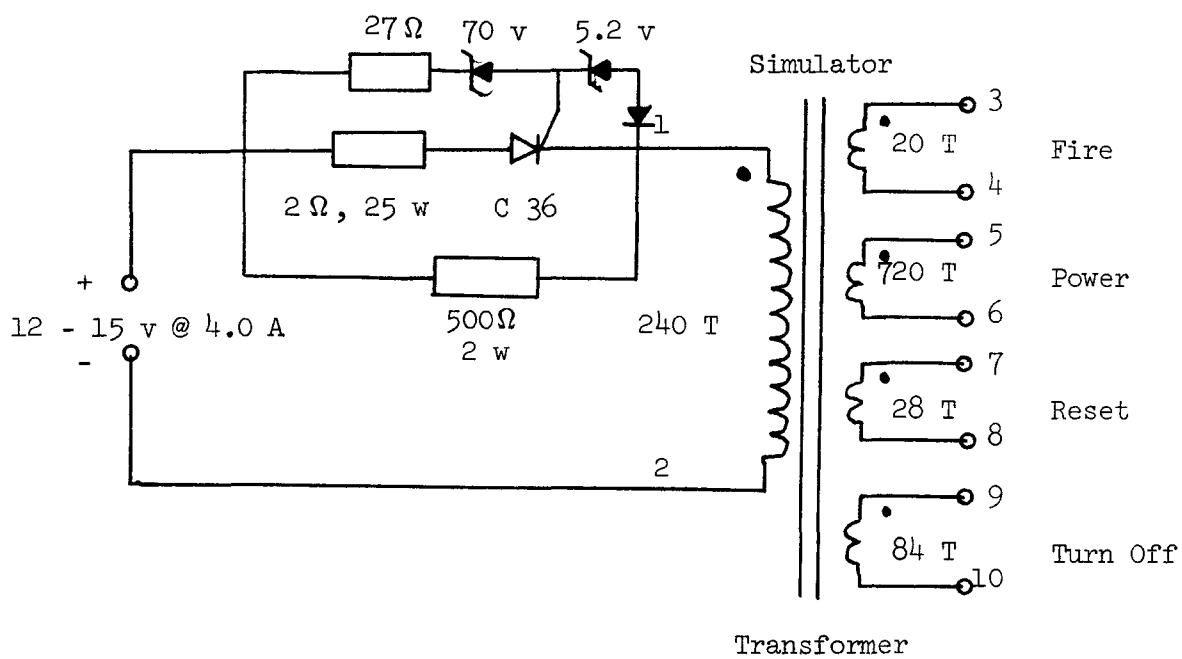 27Ω
70 v
5.2 v
Simulator
1
3
20 T
Fire
4
2Ω, 25 w
C 36
5
720 T
Power
6
+
12 - 15 v @ 4.0 A
-
500Ω
2 w
240 T
7
28 T
Reset
8
2
9
84 T
Turn Off
10
Transformer